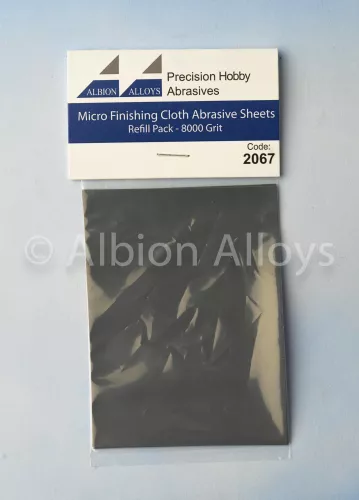 ALBION ALLOYS
Precision Hobby
Abrasives
Micro Finishing Cloth Abrasive Sheets
Refill Pack - 8000 Grit
Code:
2067
© Albion Alloys